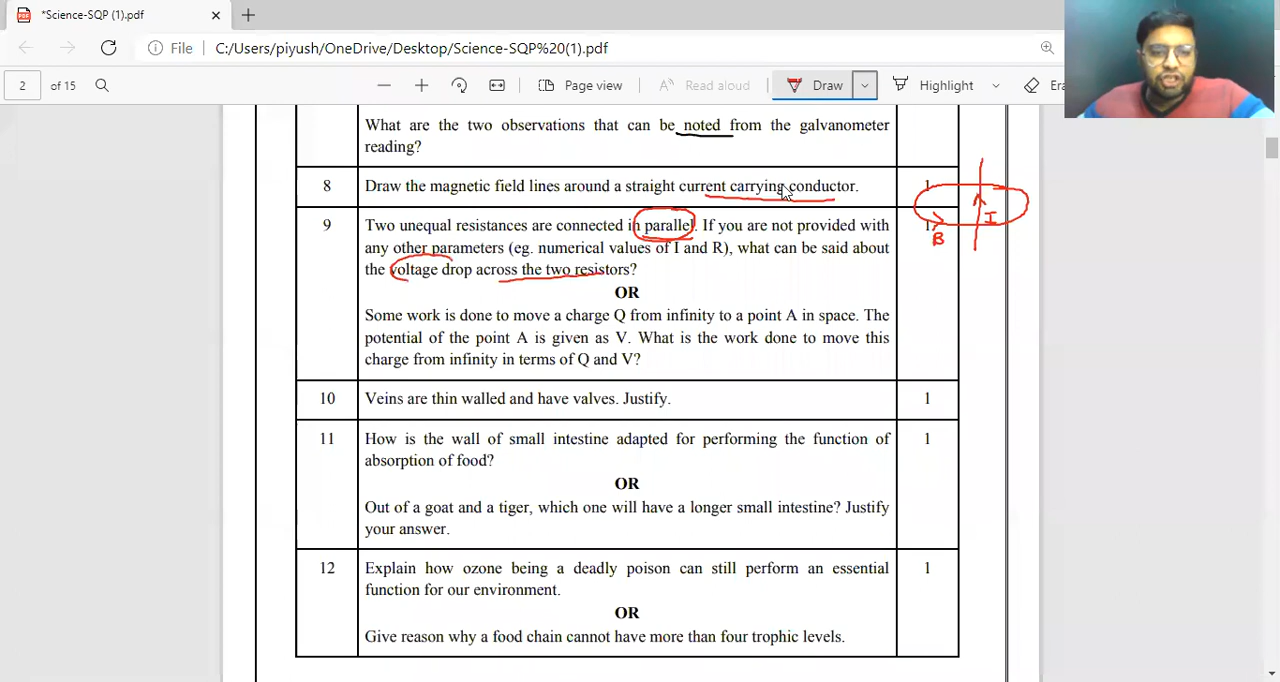 *Science-SQP (1).pdf
File
C:/Users/piyush/OneDrive/Desktop/Science-SQP%20(1).pdf
2 of 15
Page view
Read aloud
Draw
Highlight
Era
What are the two observations that can be noted from the galvanometer
reading?
8 Draw the magnetic field lines around a straight current carrying conductor. 1
I
B
9 Two unequal resistances are connected in parallel. If you are not provided with 1
any other parameters (eg. numerical values of I and R), what can be said about
the voltage drop across the two resistors?
OR
Some work is done to move a charge Q from infinity to a point A in space. The
potential of the point A is given as V. What is the work done to move this
charge from infinity in terms of Q and V?
10 Veins are thin walled and have valves. Justify. 1
11 How is the wall of small intestine adapted for performing the function of 1
absorption of food?
OR
Out of a goat and a tiger, which one will have a longer small intestine? Justify
your answer.
12 Explain how ozone being a deadly poison can still perform an essential 1
function for our environment.
OR
Give reason why a food chain cannot have more than four trophic levels.